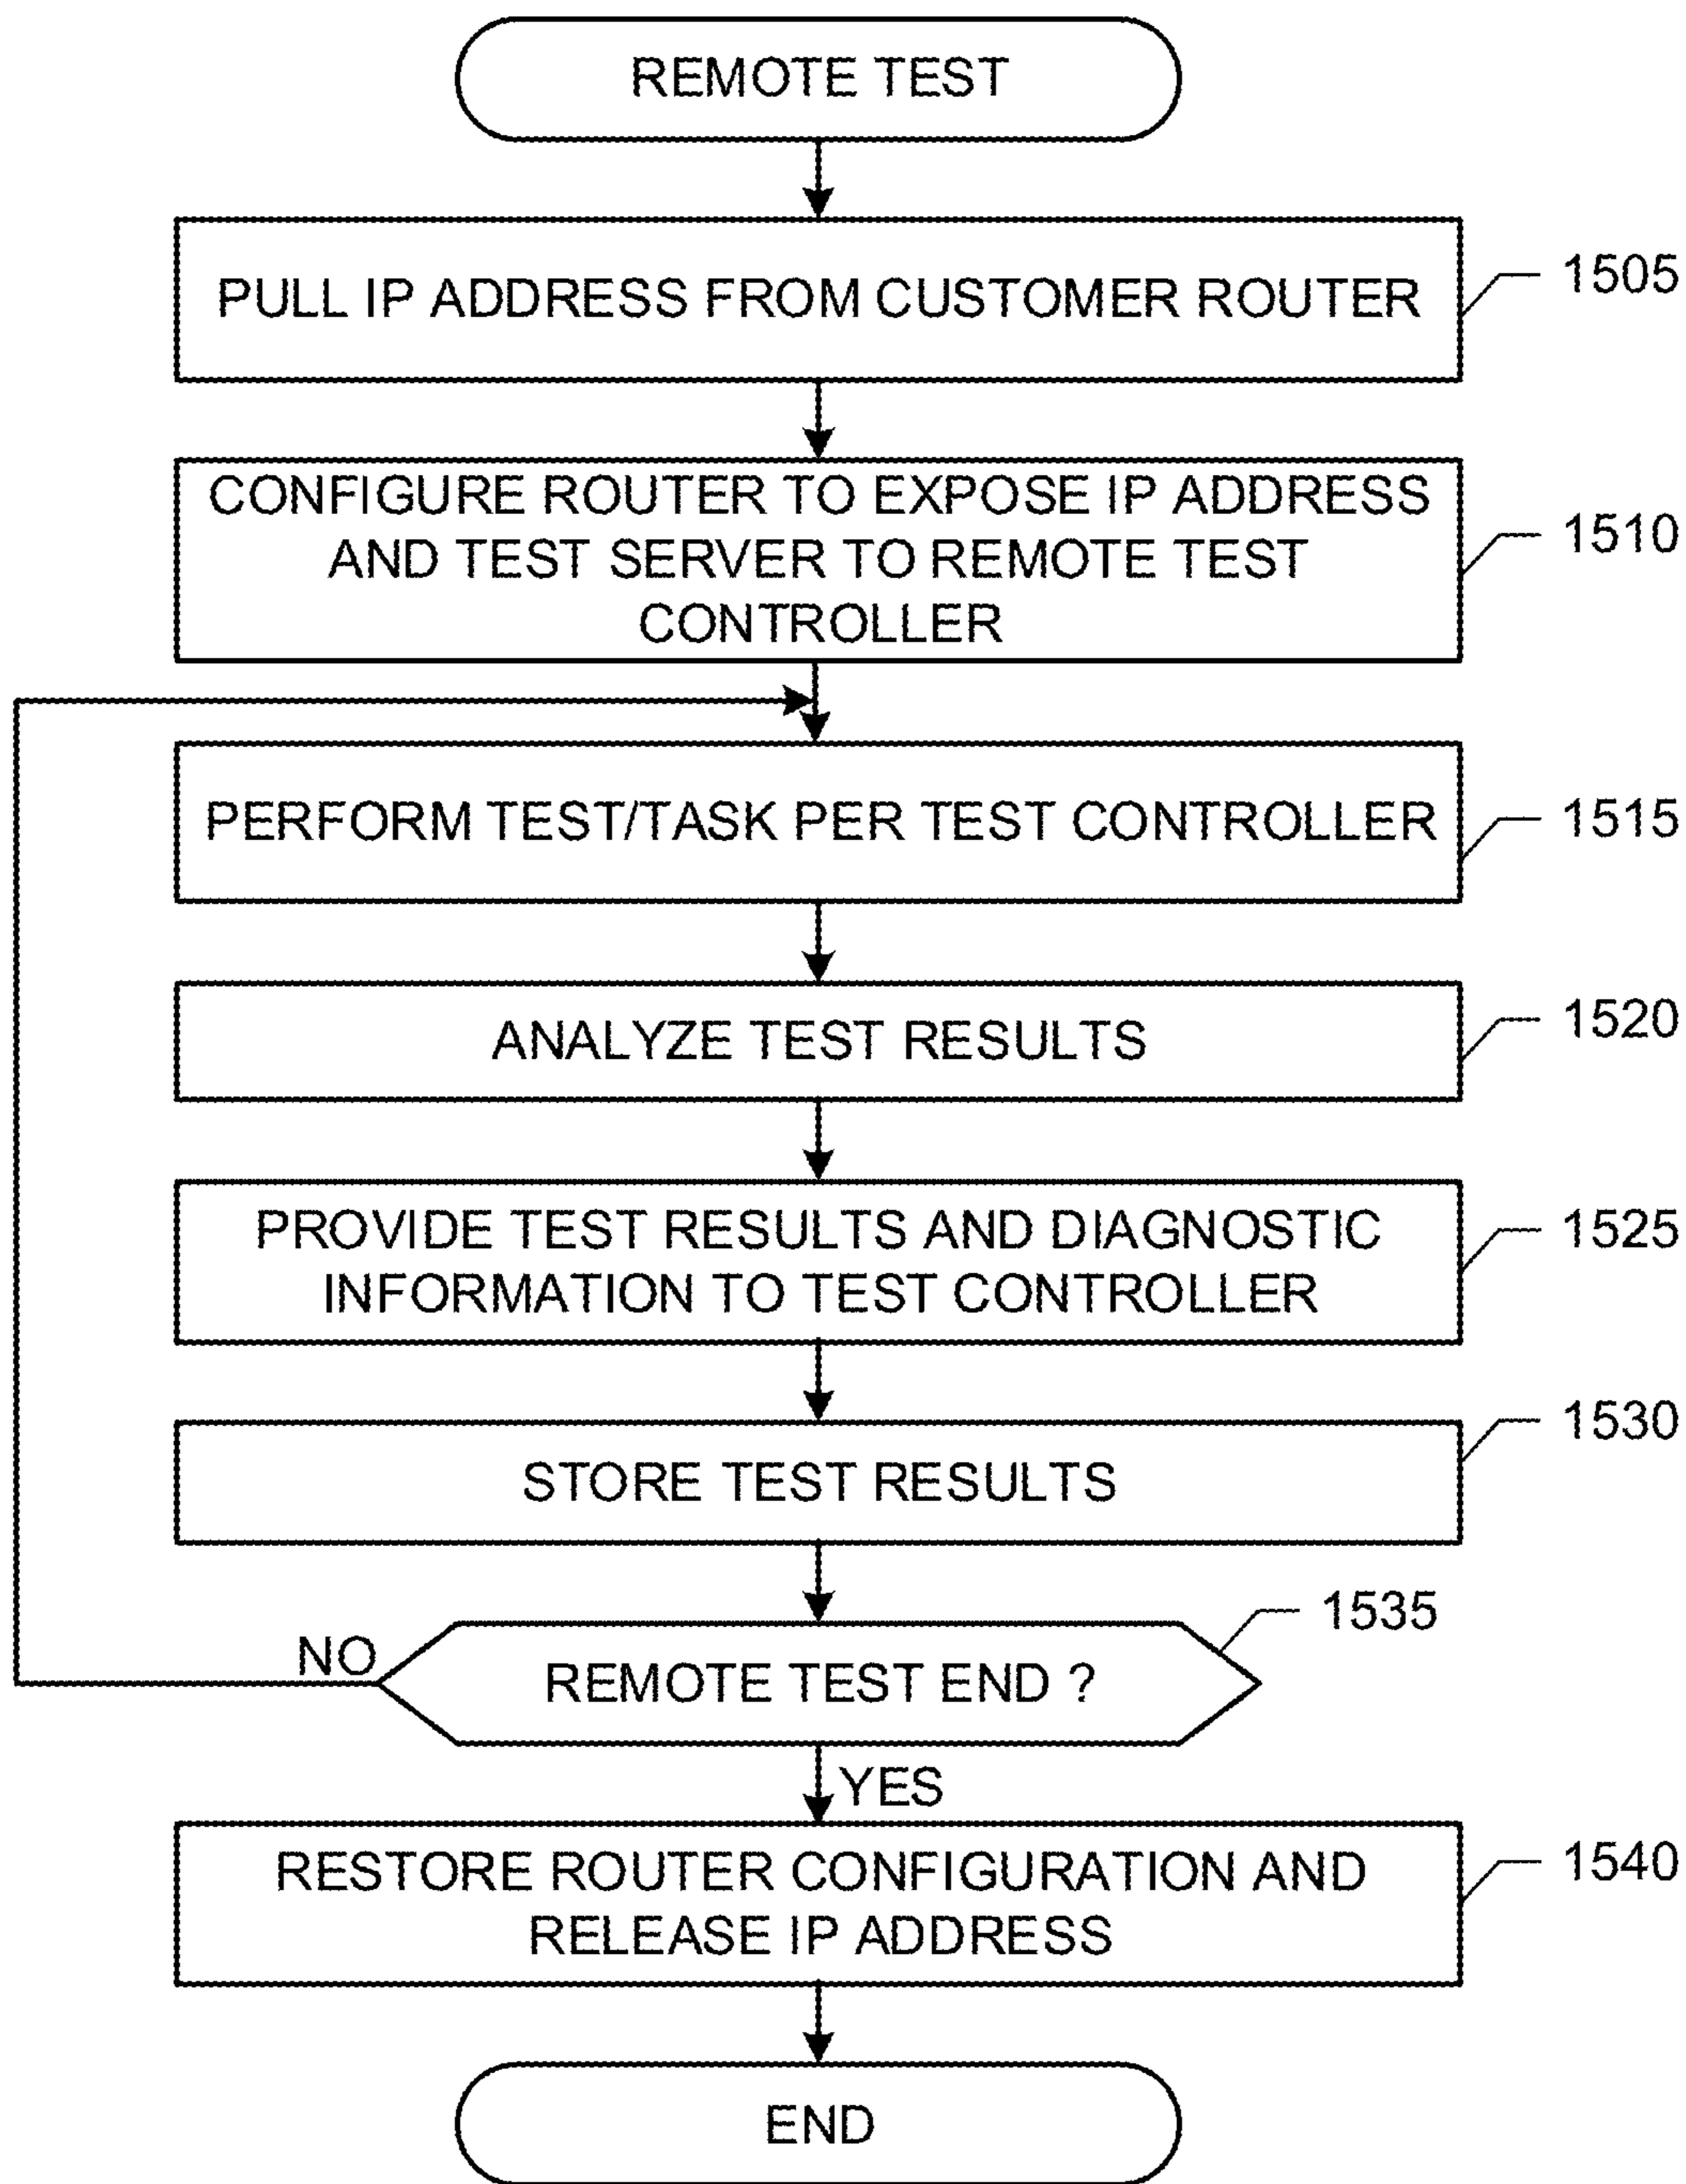 REMOTE TEST
PULL IP ADDRESS FROM CUSTOMER ROUTER
1505
CONFIGURE ROUTER TO EXPOSE IP ADDRESS
AND TEST SERVER TO REMOTE TEST
CONTROLLER
1510
PERFORM TEST/TASK PER TEST CONTROLLER
1515
ANALYZE TEST RESULTS
1520
PROVIDE TEST RESULTS AND DIAGNOSTIC
INFORMATION TO TEST CONTROLLER
1525
STORE TEST RESULTS
1530
REMOTE TEST END ?
1535
NO
YES
RESTORE ROUTER CONFIGURATION AND
RELEASE IP ADDRESS
1540
END